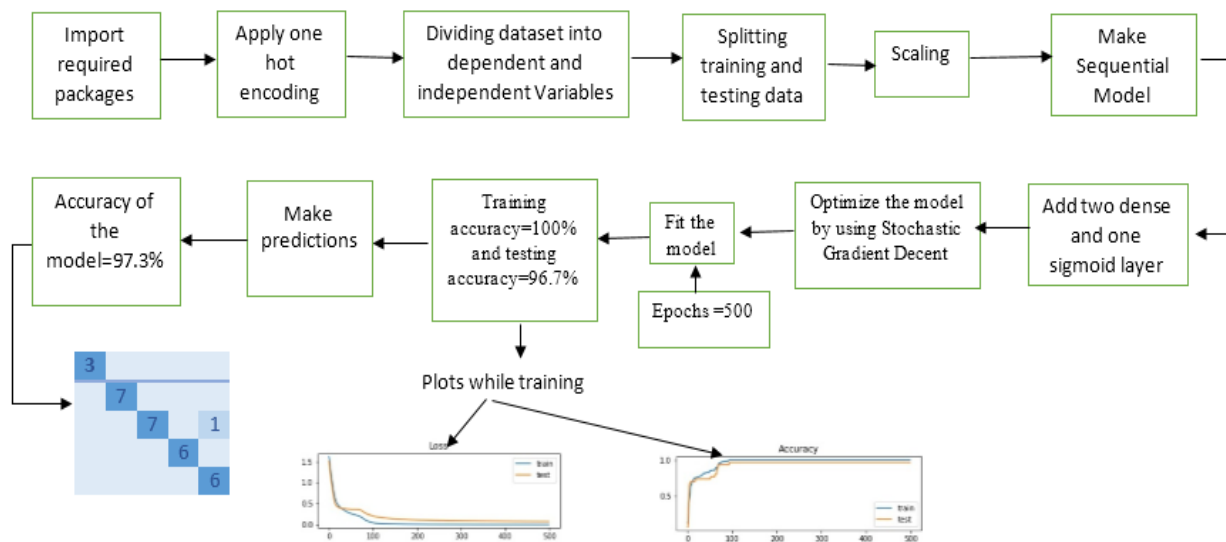 Import
required
packages
Apply one
hot
encoding
Dividing dataset into
dependent and
independent Variables
Splitting
training and
testing data
Scaling
Make
Sequential
Model
Add two dense
and one
sigmoid layer
Optimize the model
by using Stochastic
Gradient Decent
Fit the
model
Epochs =500
Training
accuracy=100%
and testing
accuracy=96.7%
Make
predictions
Accuracy of
the
model=97.3%
3
7
7 1
6
6
Plots while training
Loss
train
test
1.5
1.0
0.5
0.0
0 100 200 300 400 500
Accuracy
1.0
0.5
train
test
0 100 200 300 400 500